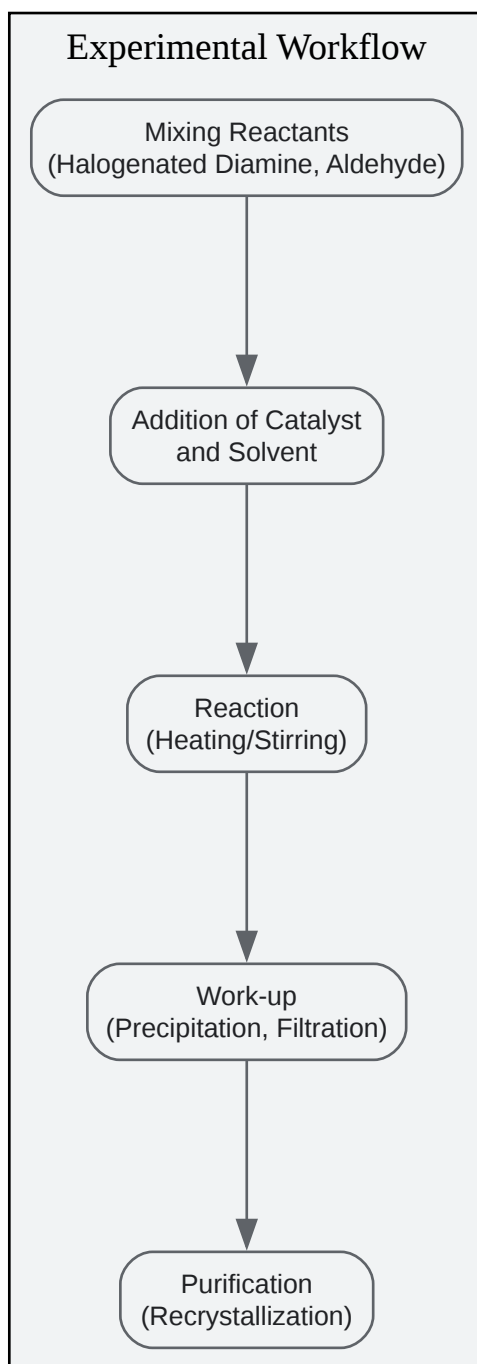 Experimental Workflow
Mixing Reactants
(Halogenated Diamine, Aldehyde)
Addition of Catalyst
and Solvent
Reaction
(Heating/Stirring)
Work-up
(Precipitation, Filtration)
Purification
(Recrystallization)